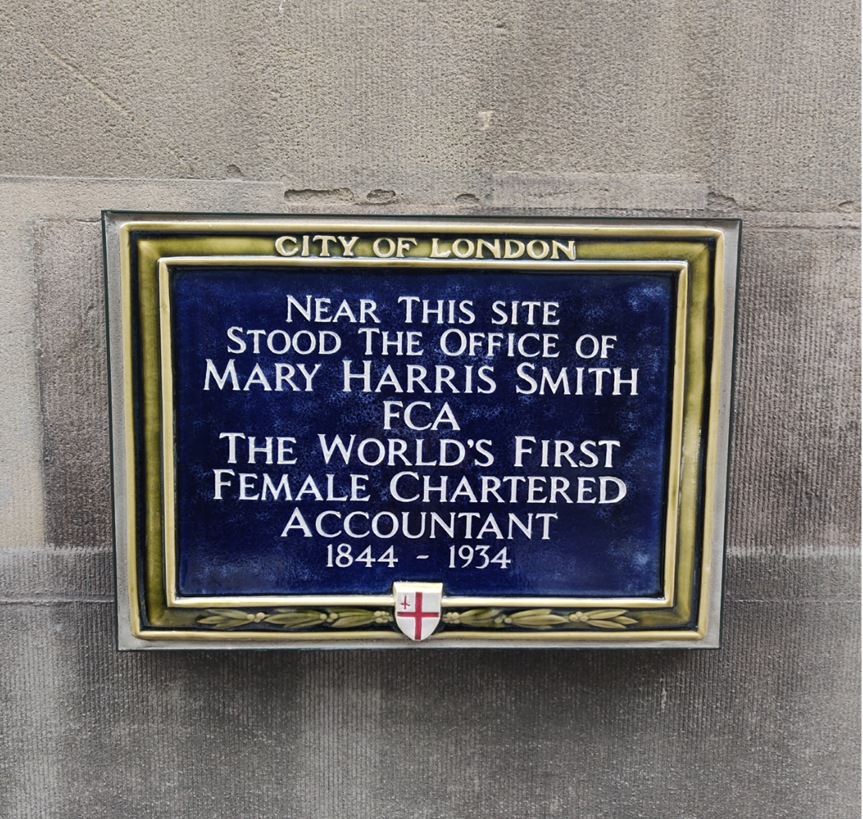 CITY OF LONDON
NEAR THIS SITE
STOOD THE OFFICE OF
MARY HARRIS SMITH
FCA
THE WORLD'S FIRST
FEMALE CHARTERED
ACCOUNTANT
1844 - 1934